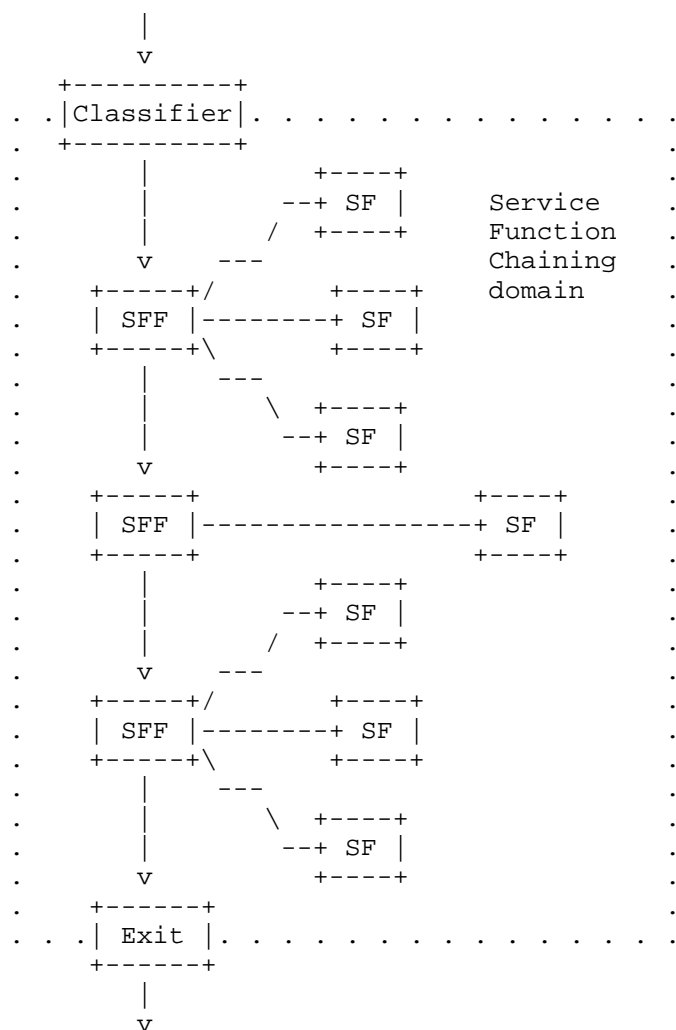 Classifier
SF
Service
Function
Chaining
domain
SFF
SF
SF
SFF
SF
SF
SFF
SF
SF
Exit